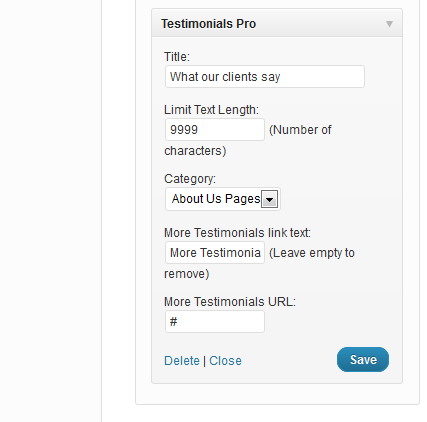 Testimonials Pro
Title:
What our clients say
Limit Text Length:
9999 (Number of
characters)
Category:
About Us Pages
More Testimonials link text:
More Testimonia (Leave empty to
remove)
More Testimonials URL:
#
Delete | Close Save